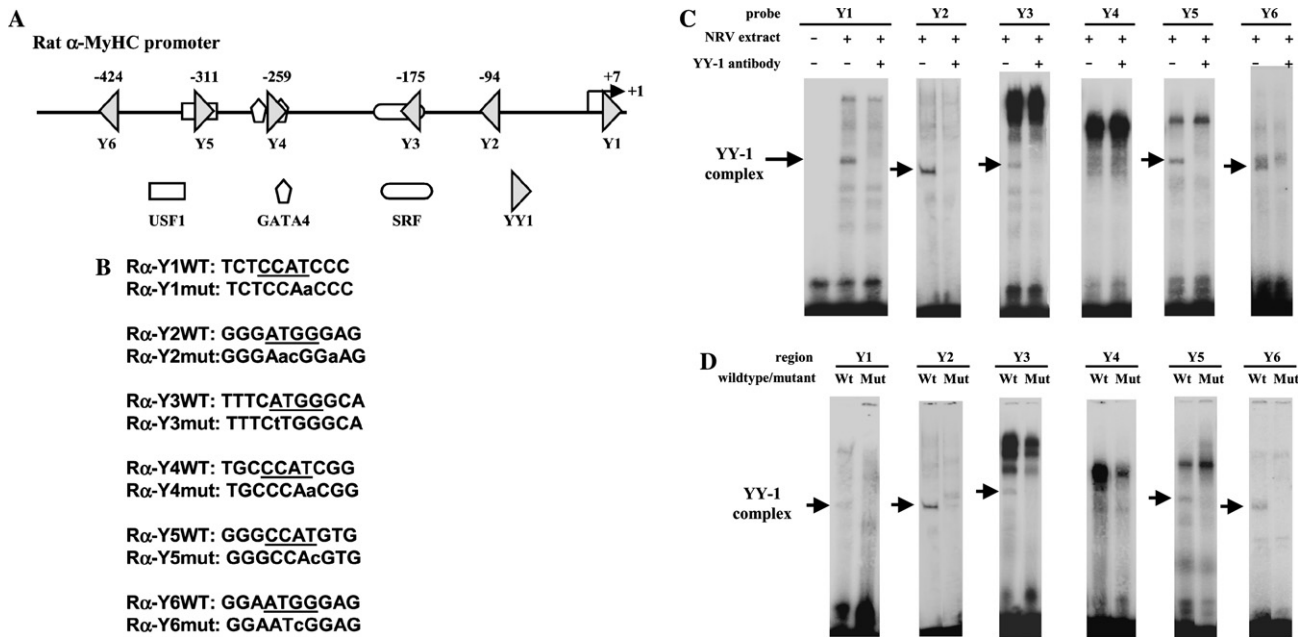 A
Rat α-MyHC promoter
-424 -311 -259 -175 -94 +7
+1
Y6 Y5 Y4 Y3 Y2 Y1
USF1 GATA4 SRF YY1
B
Rα-Y1WT: TCTCCATCCC
Rα-Y1mut: TCTCCAaCCC
Rα-Y2WT: GGGATGGGAG
Rα-Y2mut: GGGAacGGaAG
Rα-Y3WT: TTTCATGGGCA
Rα-Y3mut: TTTCtTGGGCA
Rα-Y4WT: TGCCCATCGG
Rα-Y4mut: TGCCCAaCGG
Rα-Y5WT: GGGCCATGTG
Rα-Y5mut: GGGCCAcGTG
Rα-Y6WT: GGAATGGGAG
Rα-Y6mut: GGAATcGGAG
C
probe Y1 Y2 Y3 Y4 Y5 Y6
NRV extract - + + + + + + + + + + + +
YY-1 antibody - + - + - + - + - + - +
YY-1
complex
D
region Y1 Y2 Y3 Y4 Y5 Y6
wildtype/mutant Wt Mut Wt Mut Wt Mut Wt Mut Wt Mut Wt Mut
YY-1
complex